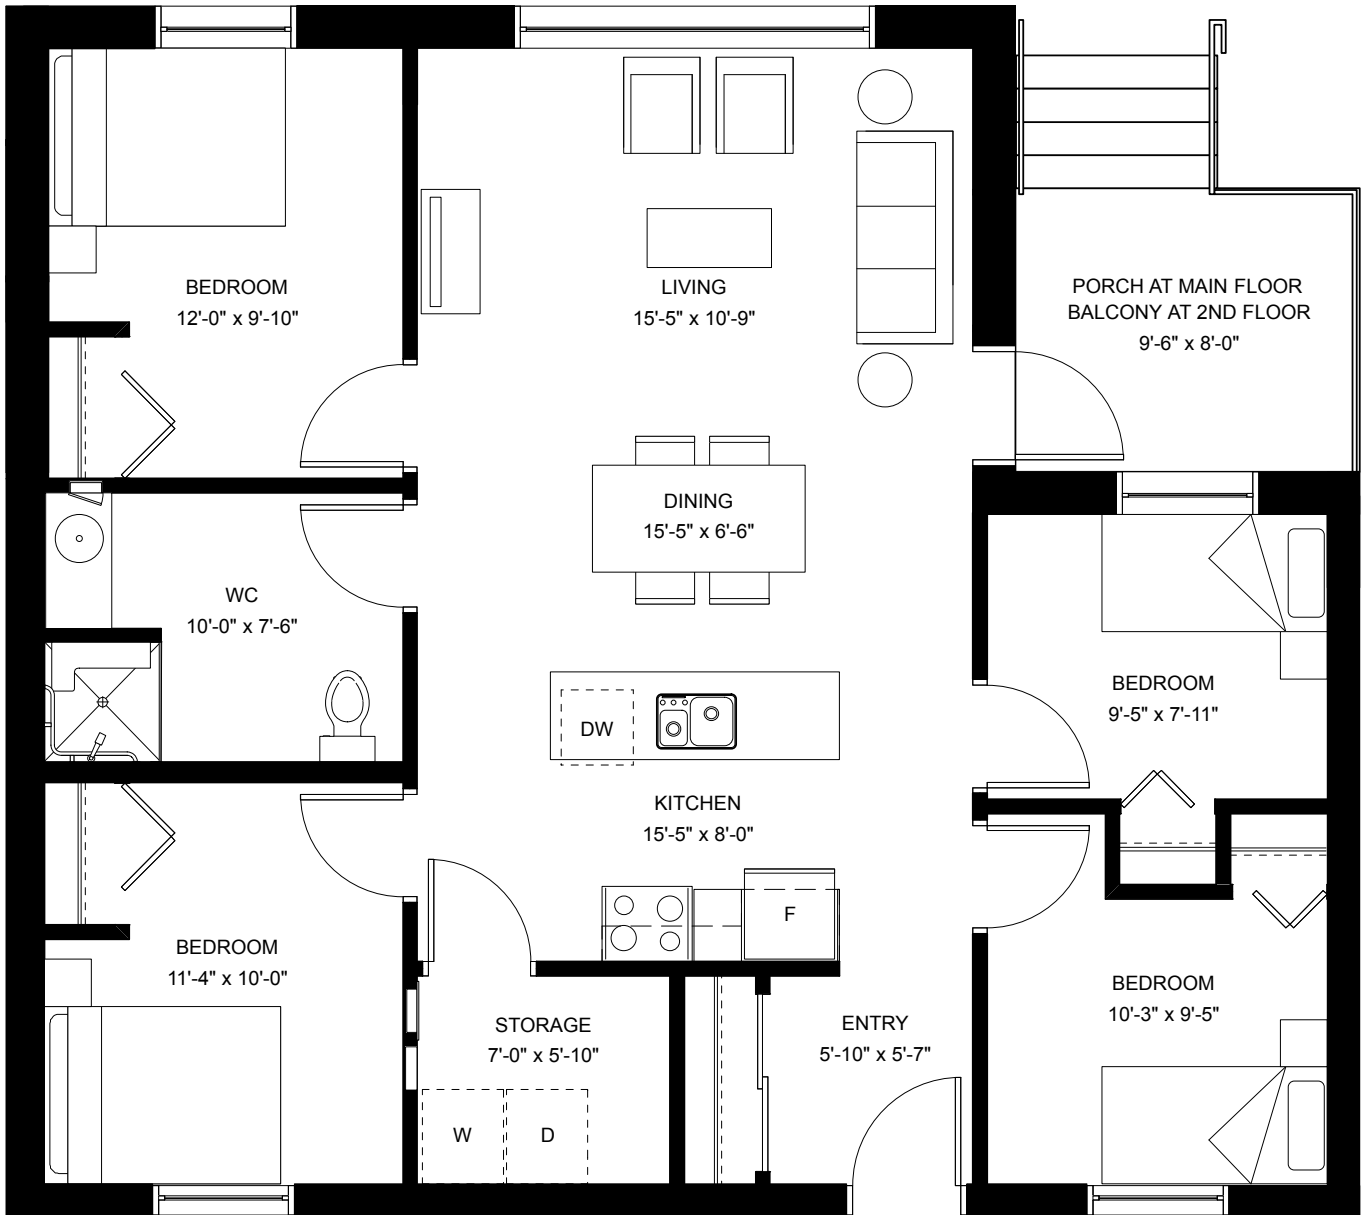 BEDROOM
12'-0" x 9'-10"
LIVING
15'-5" x 10'-9"
PORCH AT MAIN FLOOR
BALCONY AT 2ND FLOOR
9'-6" x 8'-0"
DINING
15'-5" x 6'-6"
WC
10'-0" x 7'-6"
BEDROOM
9'-5" x 7'-11"
DW
KITCHEN
15'-5" x 8'-0"
F
BEDROOM
11'-4" x 10'-0"
STORAGE
7'-0" x 5'-10"
ENTRY
5'-10" x 5'-7"
BEDROOM
10'-3" x 9'-5"
W
D